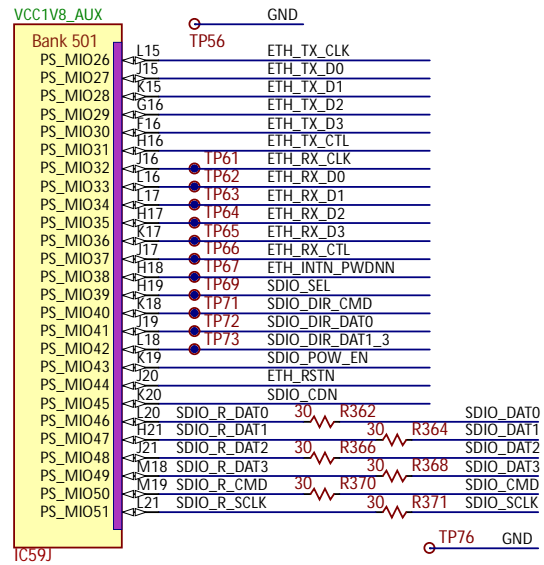 VCC1V8_AUX GND
Bank 501 TP56
PS_MIO26 L15 ETH_TX_CLK
PS_MIO27 J15 ETH_TX_D0
PS_MIO28 K15 ETH_TX_D1
PS_MIO29 G16 ETH_TX_D2
PS_MIO30 F16 ETH_TX_D3
PS_MIO31 H16 ETH_TX_CTL
PS_MIO32 J16 TP61 ETH_RX_CLK
PS_MIO33 L16 TP62 ETH_RX_D0
PS_MIO34 L17 TP63 ETH_RX_D1
PS_MIO35 H17 TP64 ETH_RX_D2
PS_MIO36 K17 TP65 ETH_RX_D3
PS_MIO37 J17 TP66 ETH_RX_CTL
PS_MIO38 H18 TP67 ETH_INTN_PWDNN
PS_MIO39 H19 TP69 SDIO_SEL
PS_MIO40 K18 TP71 SDIO_DIR_CMD
PS_MIO41 J19 TP72 SDIO_DIR_DAT0
PS_MIO42 L18 TP73 SDIO_DIR_DAT1_3
PS_MIO43 K19 SDIO_POW_EN
PS_MIO44 J20 ETH_RSTN
PS_MIO45 K20 SDIO_CDN
PS_MIO46 L20 SDIO_R_DAT0 30 R362 SDIO_DAT0
PS_MIO47 H21 SDIO_R_DAT1 30 R364 SDIO_DAT1
PS_MIO48 J21 SDIO_R_DAT2 30 R366 SDIO_DAT2
PS_MIO49 M18 SDIO_R_DAT3 30 R368 SDIO_DAT3
PS_MIO50 M19 SDIO_R_CMD 30 R370 SDIO_CMD
PS_MIO51 L21 SDIO_R_SCLK 30 R371 SDIO_SCLK
TP76 GND
IC59J